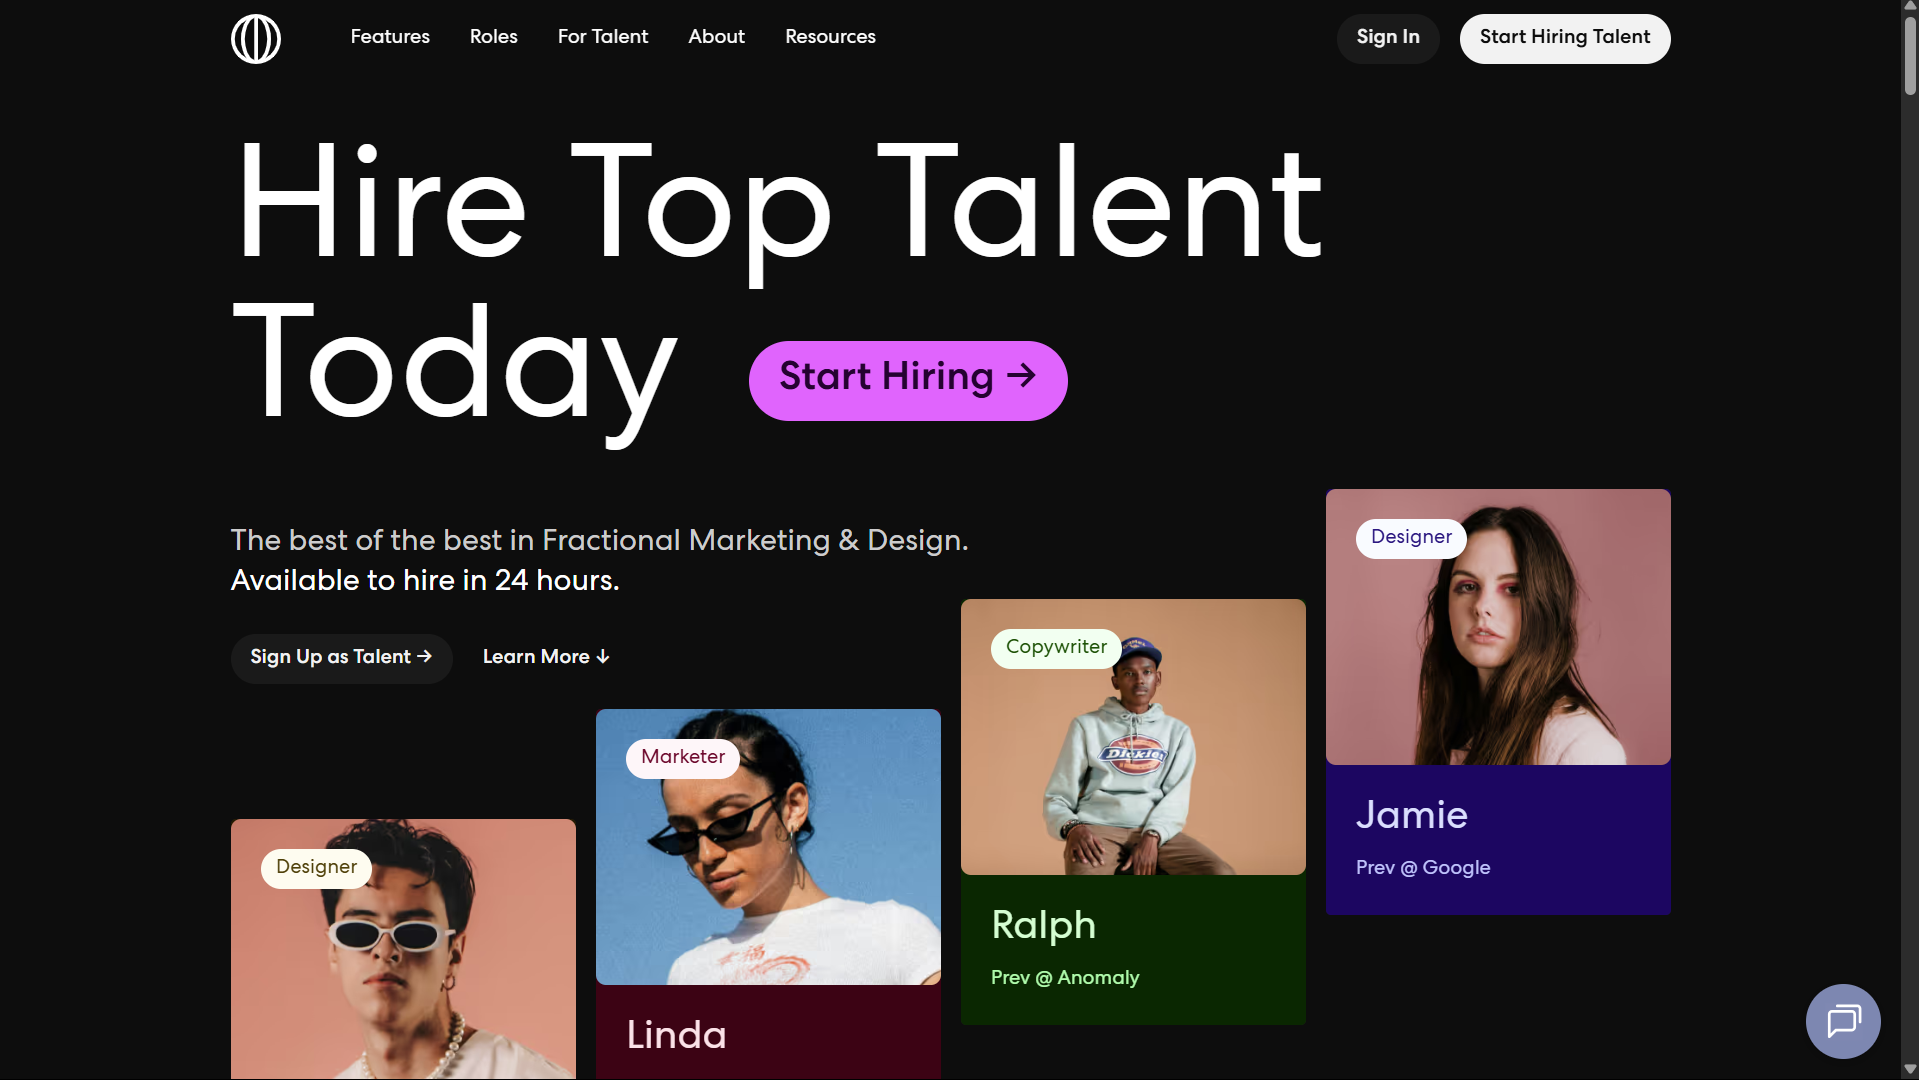 Features
Roles
For Talent
About
Resources
Sign In
Start Hiring Talent
Hire Top Talent
Today
Start Hiring →
The best of the best in Fractional Marketing & Design.
Available to hire in 24 hours.
Sign Up as Talent →
Learn More ↓
Designer
Marketer
Linda
Copywriter
Dickies
Ralph
Prev @ Anomaly
Designer
Jamie
Prev @ Google